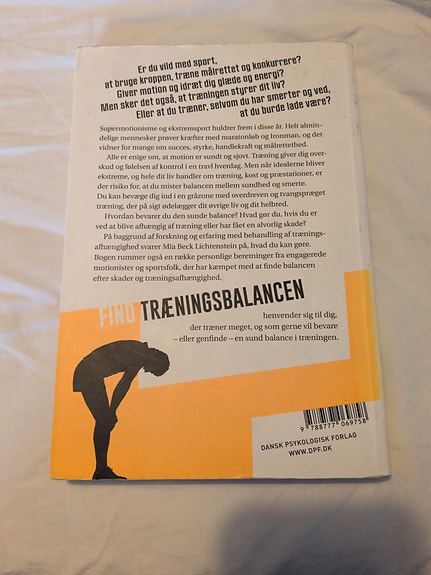 Er du vild med sport,
at bruge kroppen, træne målrettet og konkurrere?
Giver motion og idræt dig glæde og energi?
Men sker det også, at træningen styrer dit liv?
Eller at du træner, selvom du har smerter og ved,
at du burde lade være?
Supermotionisme og ekstremsport buldrer frem i disse år. Helt almin-
delige mennesker prøver kræfter med maratonløb og Ironman, og det
vidner for mange om succes, styrke, handlekraft og målrettethed.
Alle er enige om, at motion er sundt og sjovt. Træning giver dig over-
skud og følelsen af kontrol i en travl hverdag. Men når idealerne bliver
ekstreme, og hele dit liv handler om træning, kost og præstationer, er
der risiko for, at du mister balancen mellem sundhed og smerte.
Du kan bevæge dig ind i en gråzone med overdreven og tvangspræget
træning, der på sigt ødelægger dit øvrige liv og dit helbred.
Hvordan bevarer du den sunde balance? Hvad gør du, hvis du er
ved at blive afhængig af træning eller har fået en alvorlig skade?
På baggrund af forskning og erfaring med behandling af trænings-
afhængighed svarer Mia Beck Lichtenstein på, hvad du kan gøre.
Bogen rummer også en række personlige beretninger fra engagerede
motionister og sportsfolk, der har kæmpet med at finde balancen
efter skader og træningsafhængighed.
FIND TRÆNINGSBALANCEN
henvender sig til dig,
der træner meget, og som gerne vil bevare
– eller genfinde – en sund balance i træningen.
9 788777 069758
DANSK PSYKOLOGISK FORLAG
WWW.DPF.DK